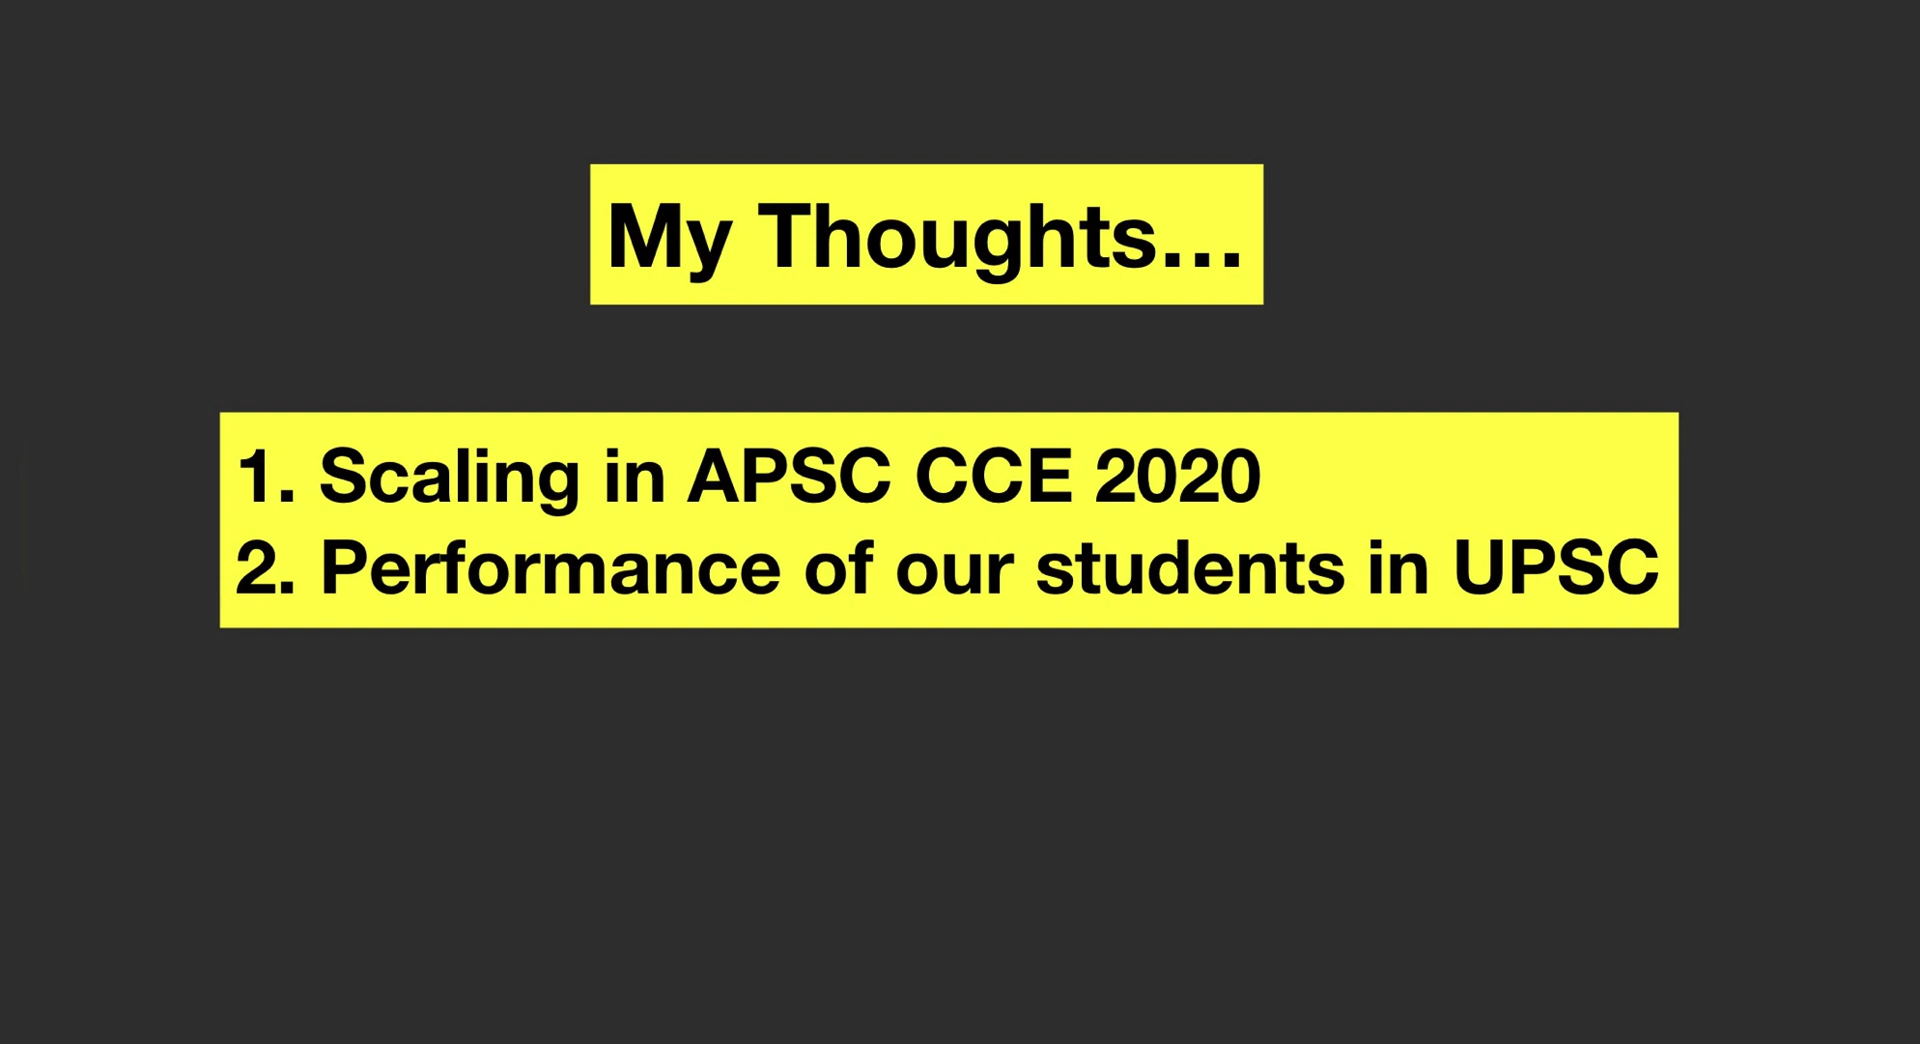 My Thoughts...
1. Scaling in APSC CCE 2020
2. Performance of our students in UPSC